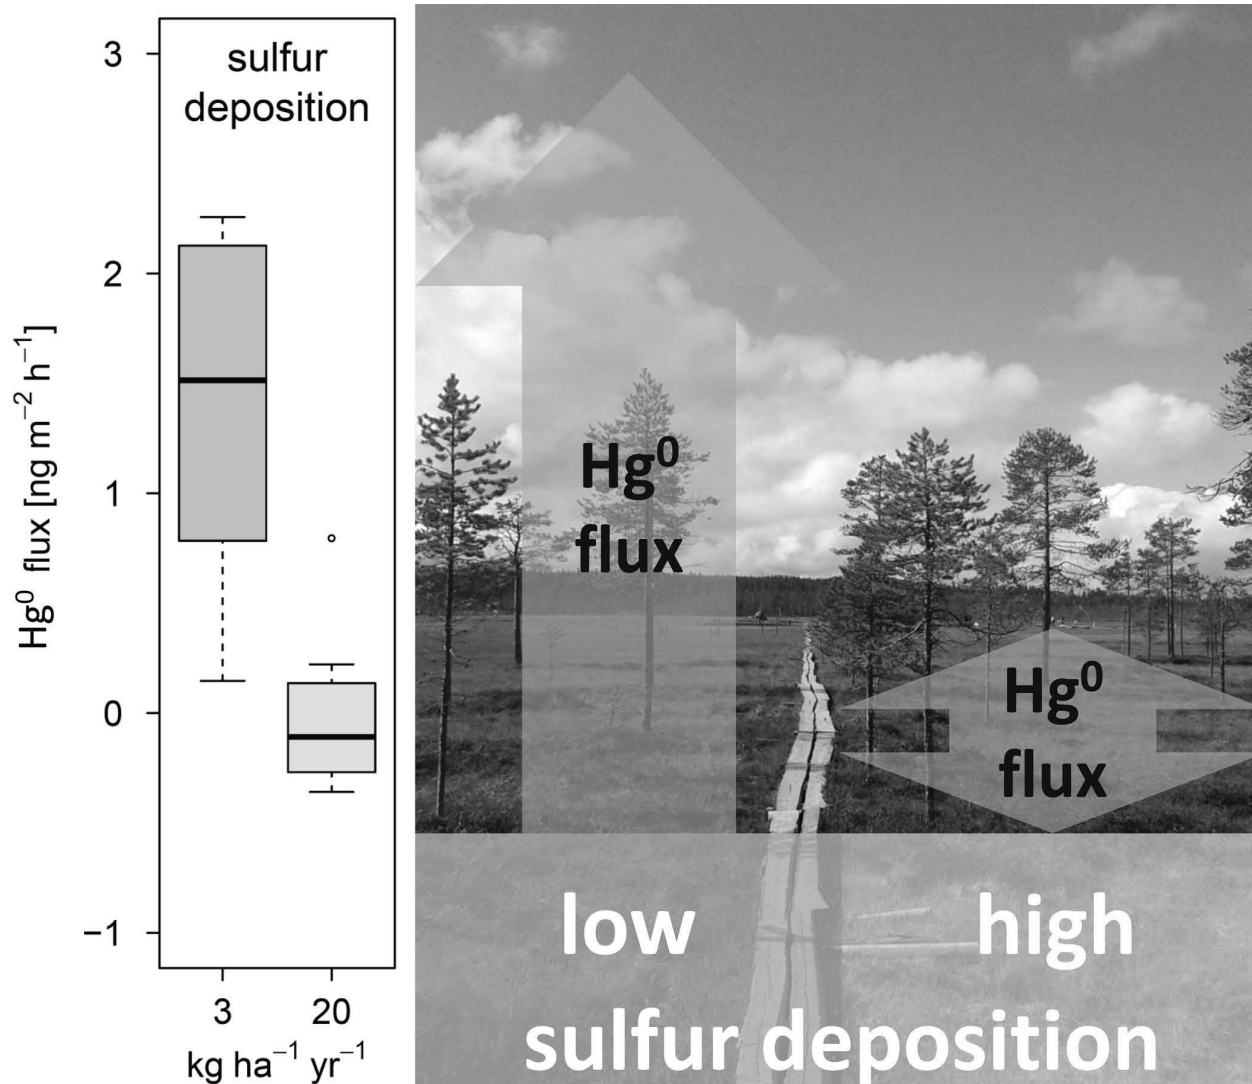 sulfur
deposition
3
2
1
0
−1
Hg⁰ flux [ng m⁻² h⁻¹]
3 20
kg ha⁻¹ yr⁻¹
Hg⁰
flux
Hg⁰
flux
low high
sulfur deposition